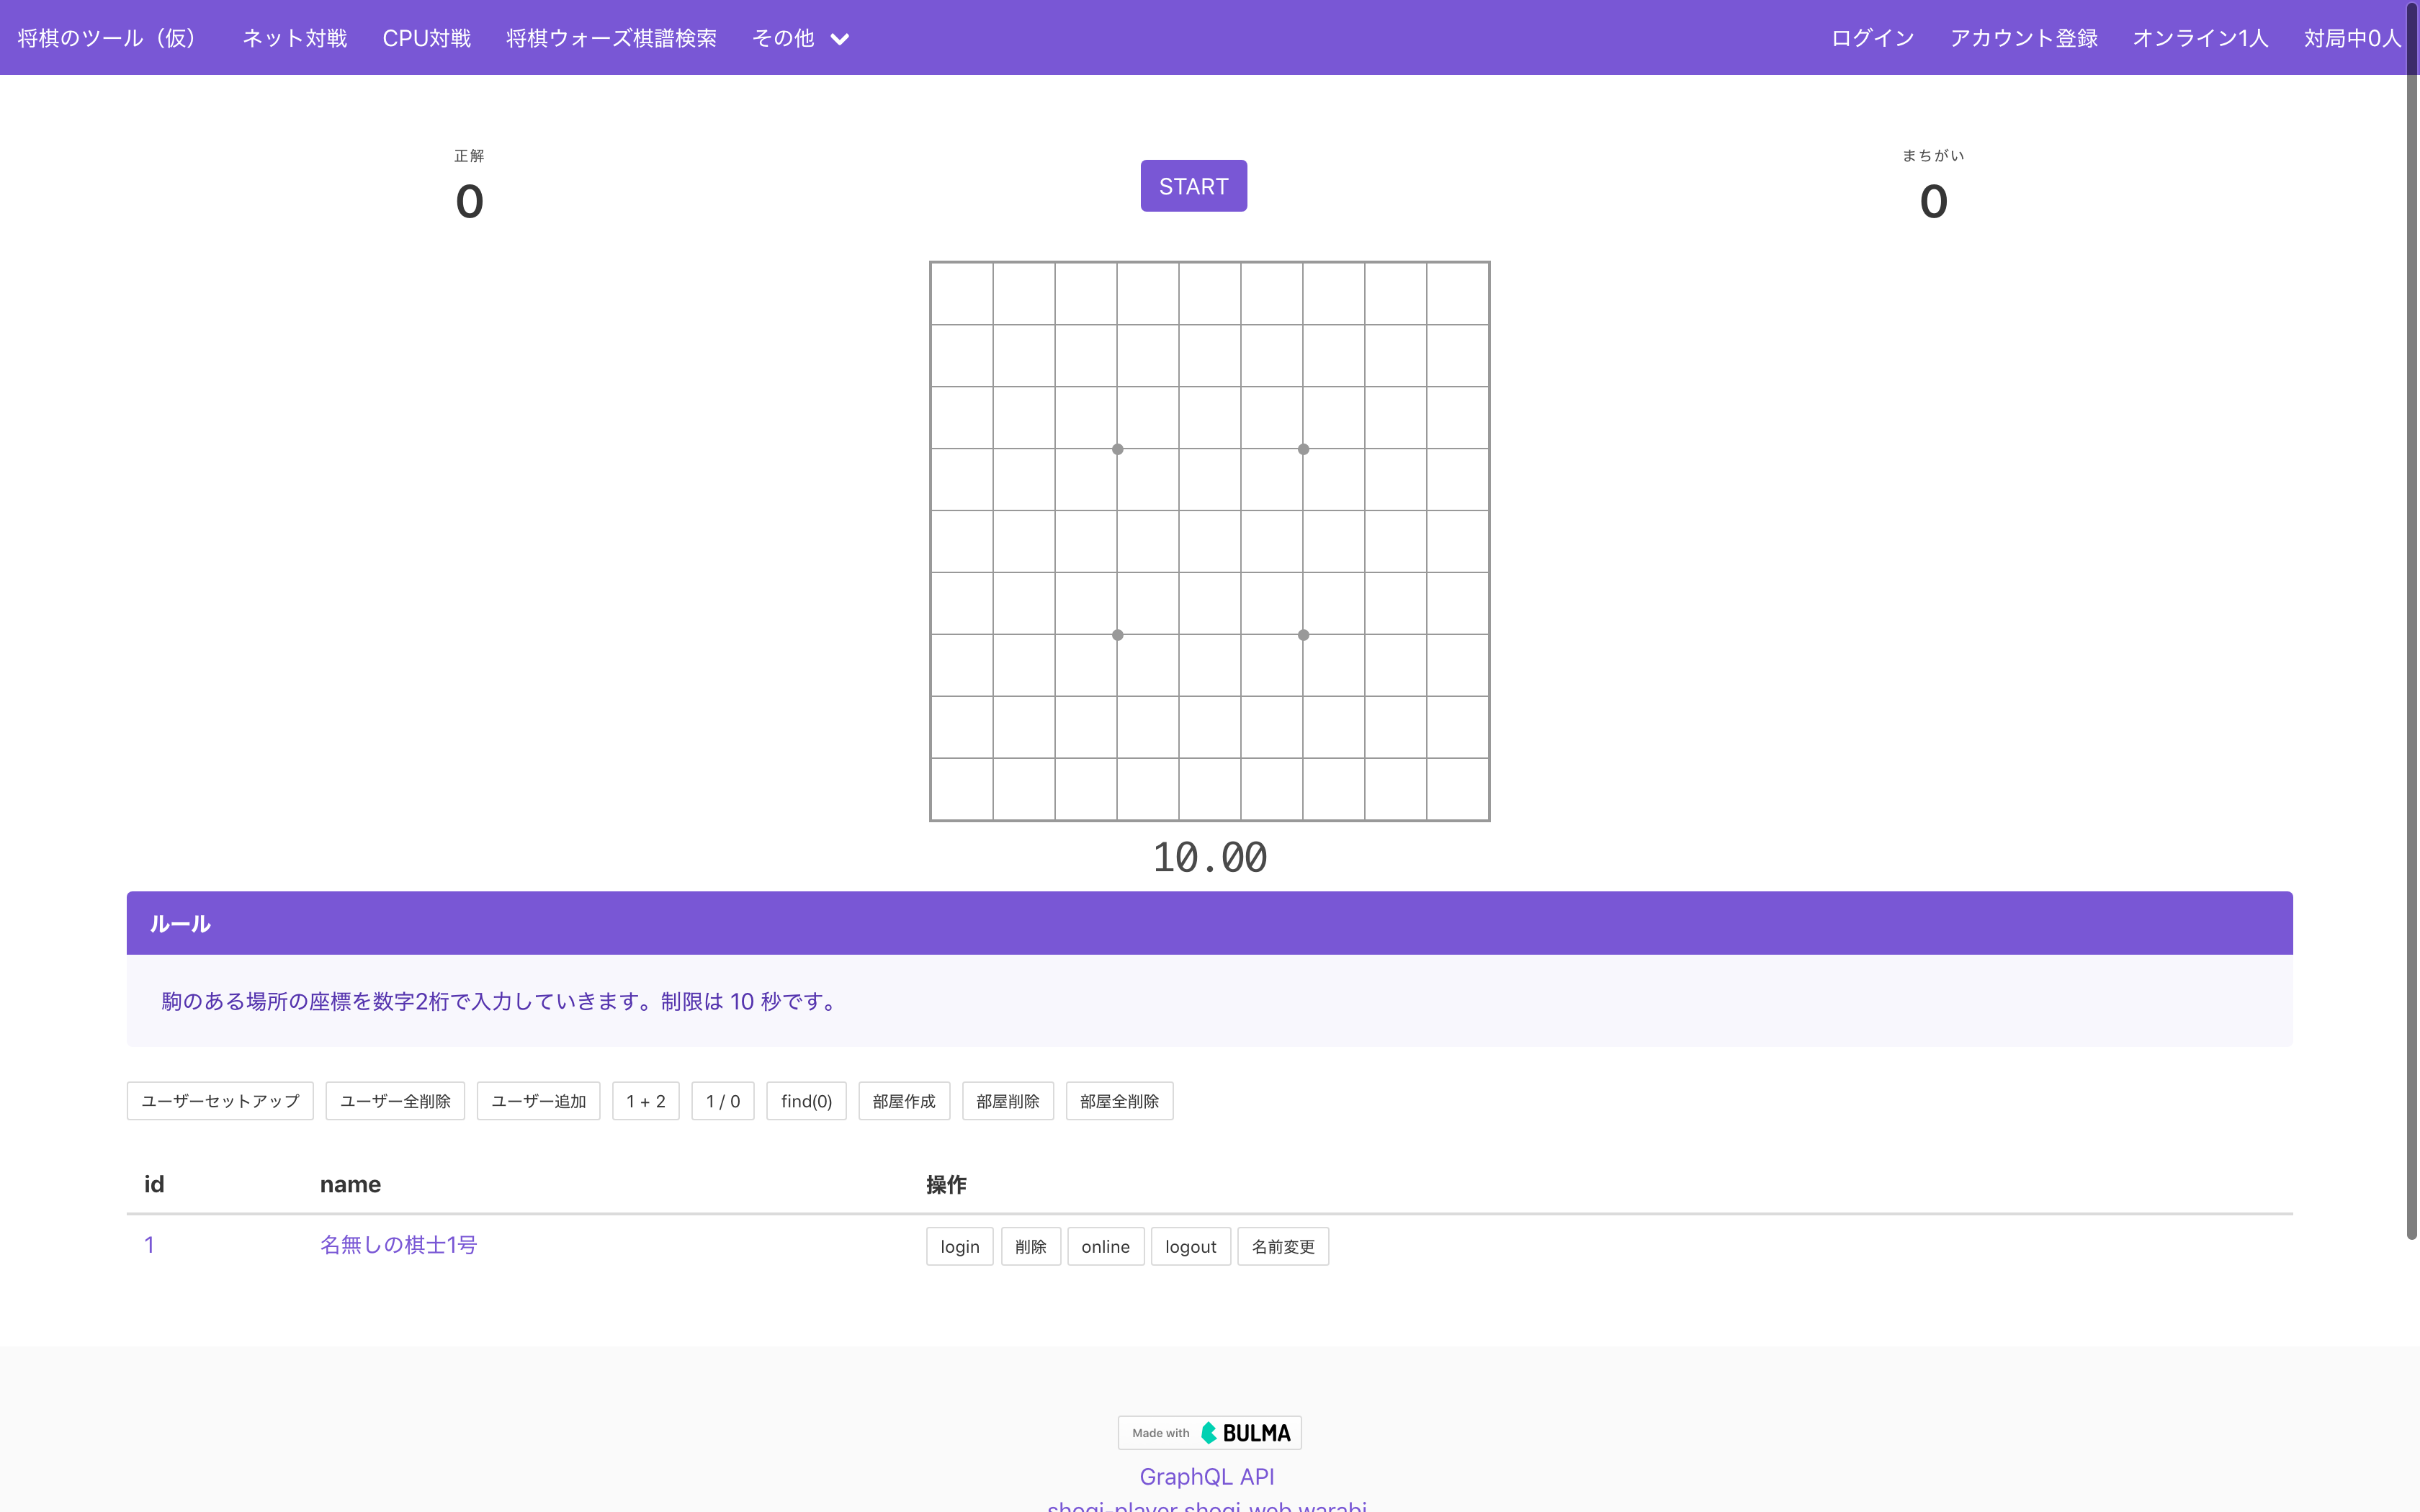 将棋のツール（仮） ネット対戦 CPU対戦 将棋ウォーズ棋譜検索 その他 ログイン アカウント登録 オンライン1人 対局中0人
正解 まちがい
0 START 0
10.00
ルール
駒のある場所の座標を数字2桁で入力していきます。制限は 10 秒です。
ユーザーセットアップ ユーザー全削除 ユーザー追加 1 + 2 1 / 0 find(0) 部屋作成 部屋削除 部屋全削除
id name 操作
1 名無しの棋士1号 login 削除 online logout 名前変更
Made with BULMA
GraphQL API
shogi-player shogi-web warabi